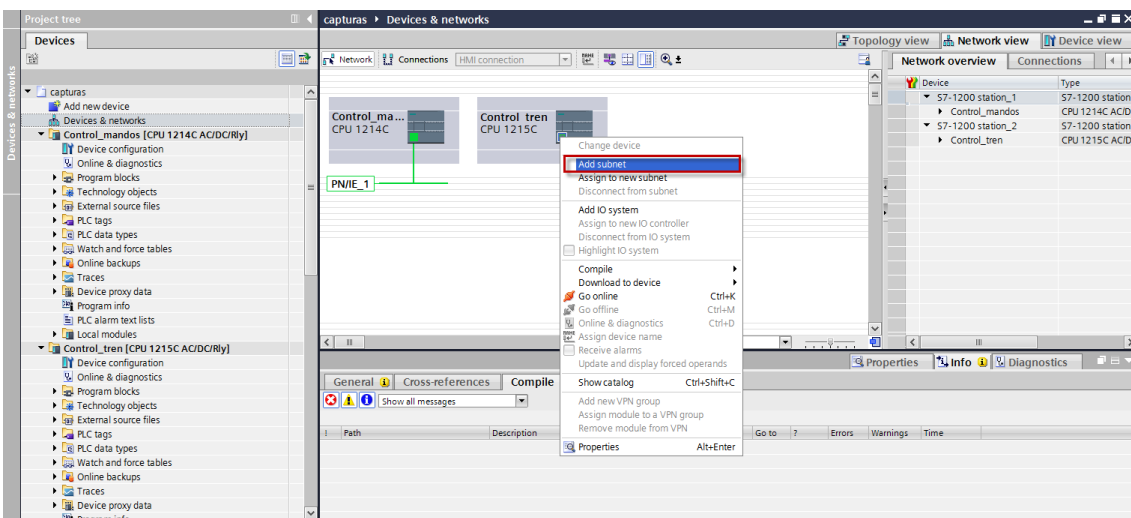 Project tree
capturas ▸ Devices & networks
Devices
Topology view
Network view
Device view
Network
Connections
HMI connection
Network overview
Connections
Devices & networks
capturas
Add new device
Devices & networks
Control_mandos [CPU 1214C AC/DC/Rly]
Device configuration
Online & diagnostics
Program blocks
Technology objects
External source files
PLC tags
PLC data types
Watch and force tables
Online backups
Traces
Device proxy data
Program info
PLC alarm text lists
Local modules
Control_tren [CPU 1215C AC/DC/Rly]
Device configuration
Online & diagnostics
Program blocks
Technology objects
External source files
PLC tags
PLC data types
Watch and force tables
Online backups
Traces
Device proxy data
Control_ma...
CPU 1214C
Control tren
CPU 1215C
PN/IE_1
Change device
Add subnet
Assign to new subnet
Disconnect from subnet
Add IO system
Assign to new IO controller
Disconnect from IO system
Highlight IO system
Compile
Download to device
Go online Ctrl+K
Go offline Ctrl+M
Online & diagnostics Ctrl+D
Assign device name
Receive alarms
Update and display forced operands
Show catalog Ctrl+Shift+C
Add new VPN group
Assign module to a VPN group
Remove module from VPN
Properties Alt+Enter
Device Type
S7-1200 station_1 S7-1200 station
Control_mandos CPU 1214C AC/D
S7-1200 station_2 S7-1200 station
Control_tren CPU 1215C AC/D
Properties
Info
Diagnostics
General
Cross-references
Compile
Show all messages
! Path Description Go to ? Errors Warnings Time